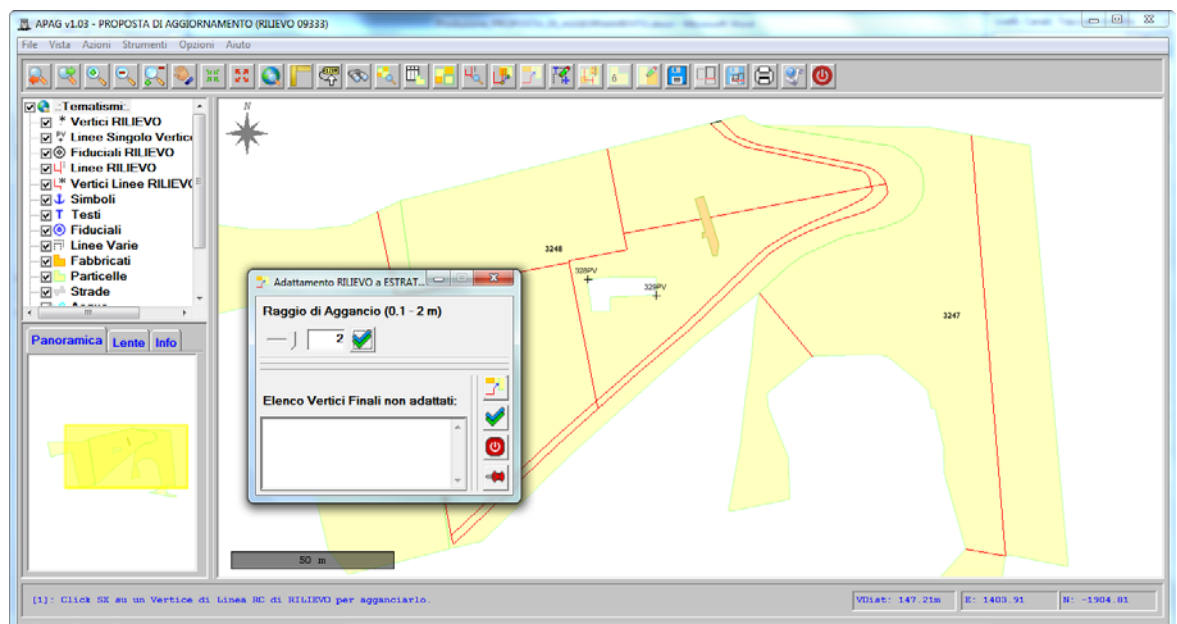 APAG v1.03 - PROPOSTA DI AGGIORNAMENTO (RILIEVO 09333)
File Vista Azioni Strumenti Opzioni Aiuto
.:Tematismi:.
Vertici RILIEVO
Linee Singolo Vertice
Fiduciali RILIEVO
Linee RILIEVO
Vertici Linee RILIEV(
Simboli
Testi
Fiduciali
Linee Varie
Fabbricati
Particelle
Strade
Panoramica Lente Info
N
3248
328PV
329PV
3247
Adattamento RILIEVO a ESTRAT...
Raggio di Aggancio (0.1 - 2 m)
2
Elenco Vertici Finali non adattati:
50 m
[1]: Click SX su un Vertice di Linea RC di RILIEVO per agganciarlo.
VDist: 147.21m
E: 1403.91
N: -1904.81